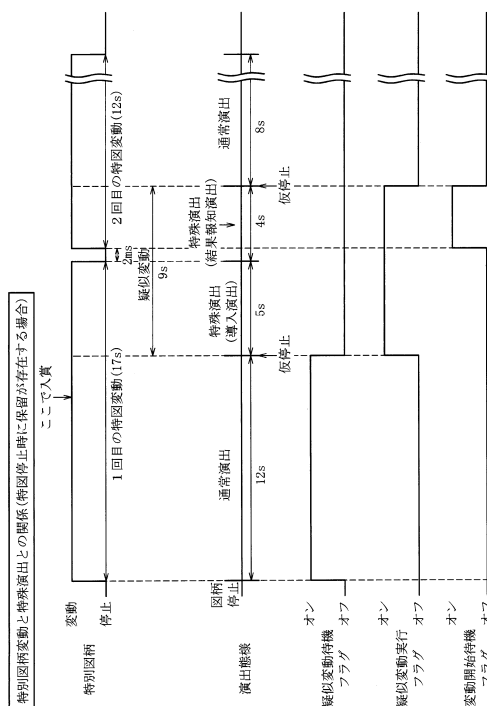 特別図柄変動と特殊演出との関係(特図停止時に保留が存在する場合)
ここで入賞
特別図柄
変動
停止
1回目の特図変動(17s)
2ms
2回目の特図変動(12s)
疑似変動
9s
演出態様
図柄
停止
通常演出
12s
特殊演出
(導入演出)
5s
特殊演出
(結果報知演出)
4s
通常演出
8s
仮停止
仮停止
疑似変動待機
フラグ
オン
オフ
疑似変動実行
フラグ
オン
オフ
変動開始待機
フラグ
オン
オフ